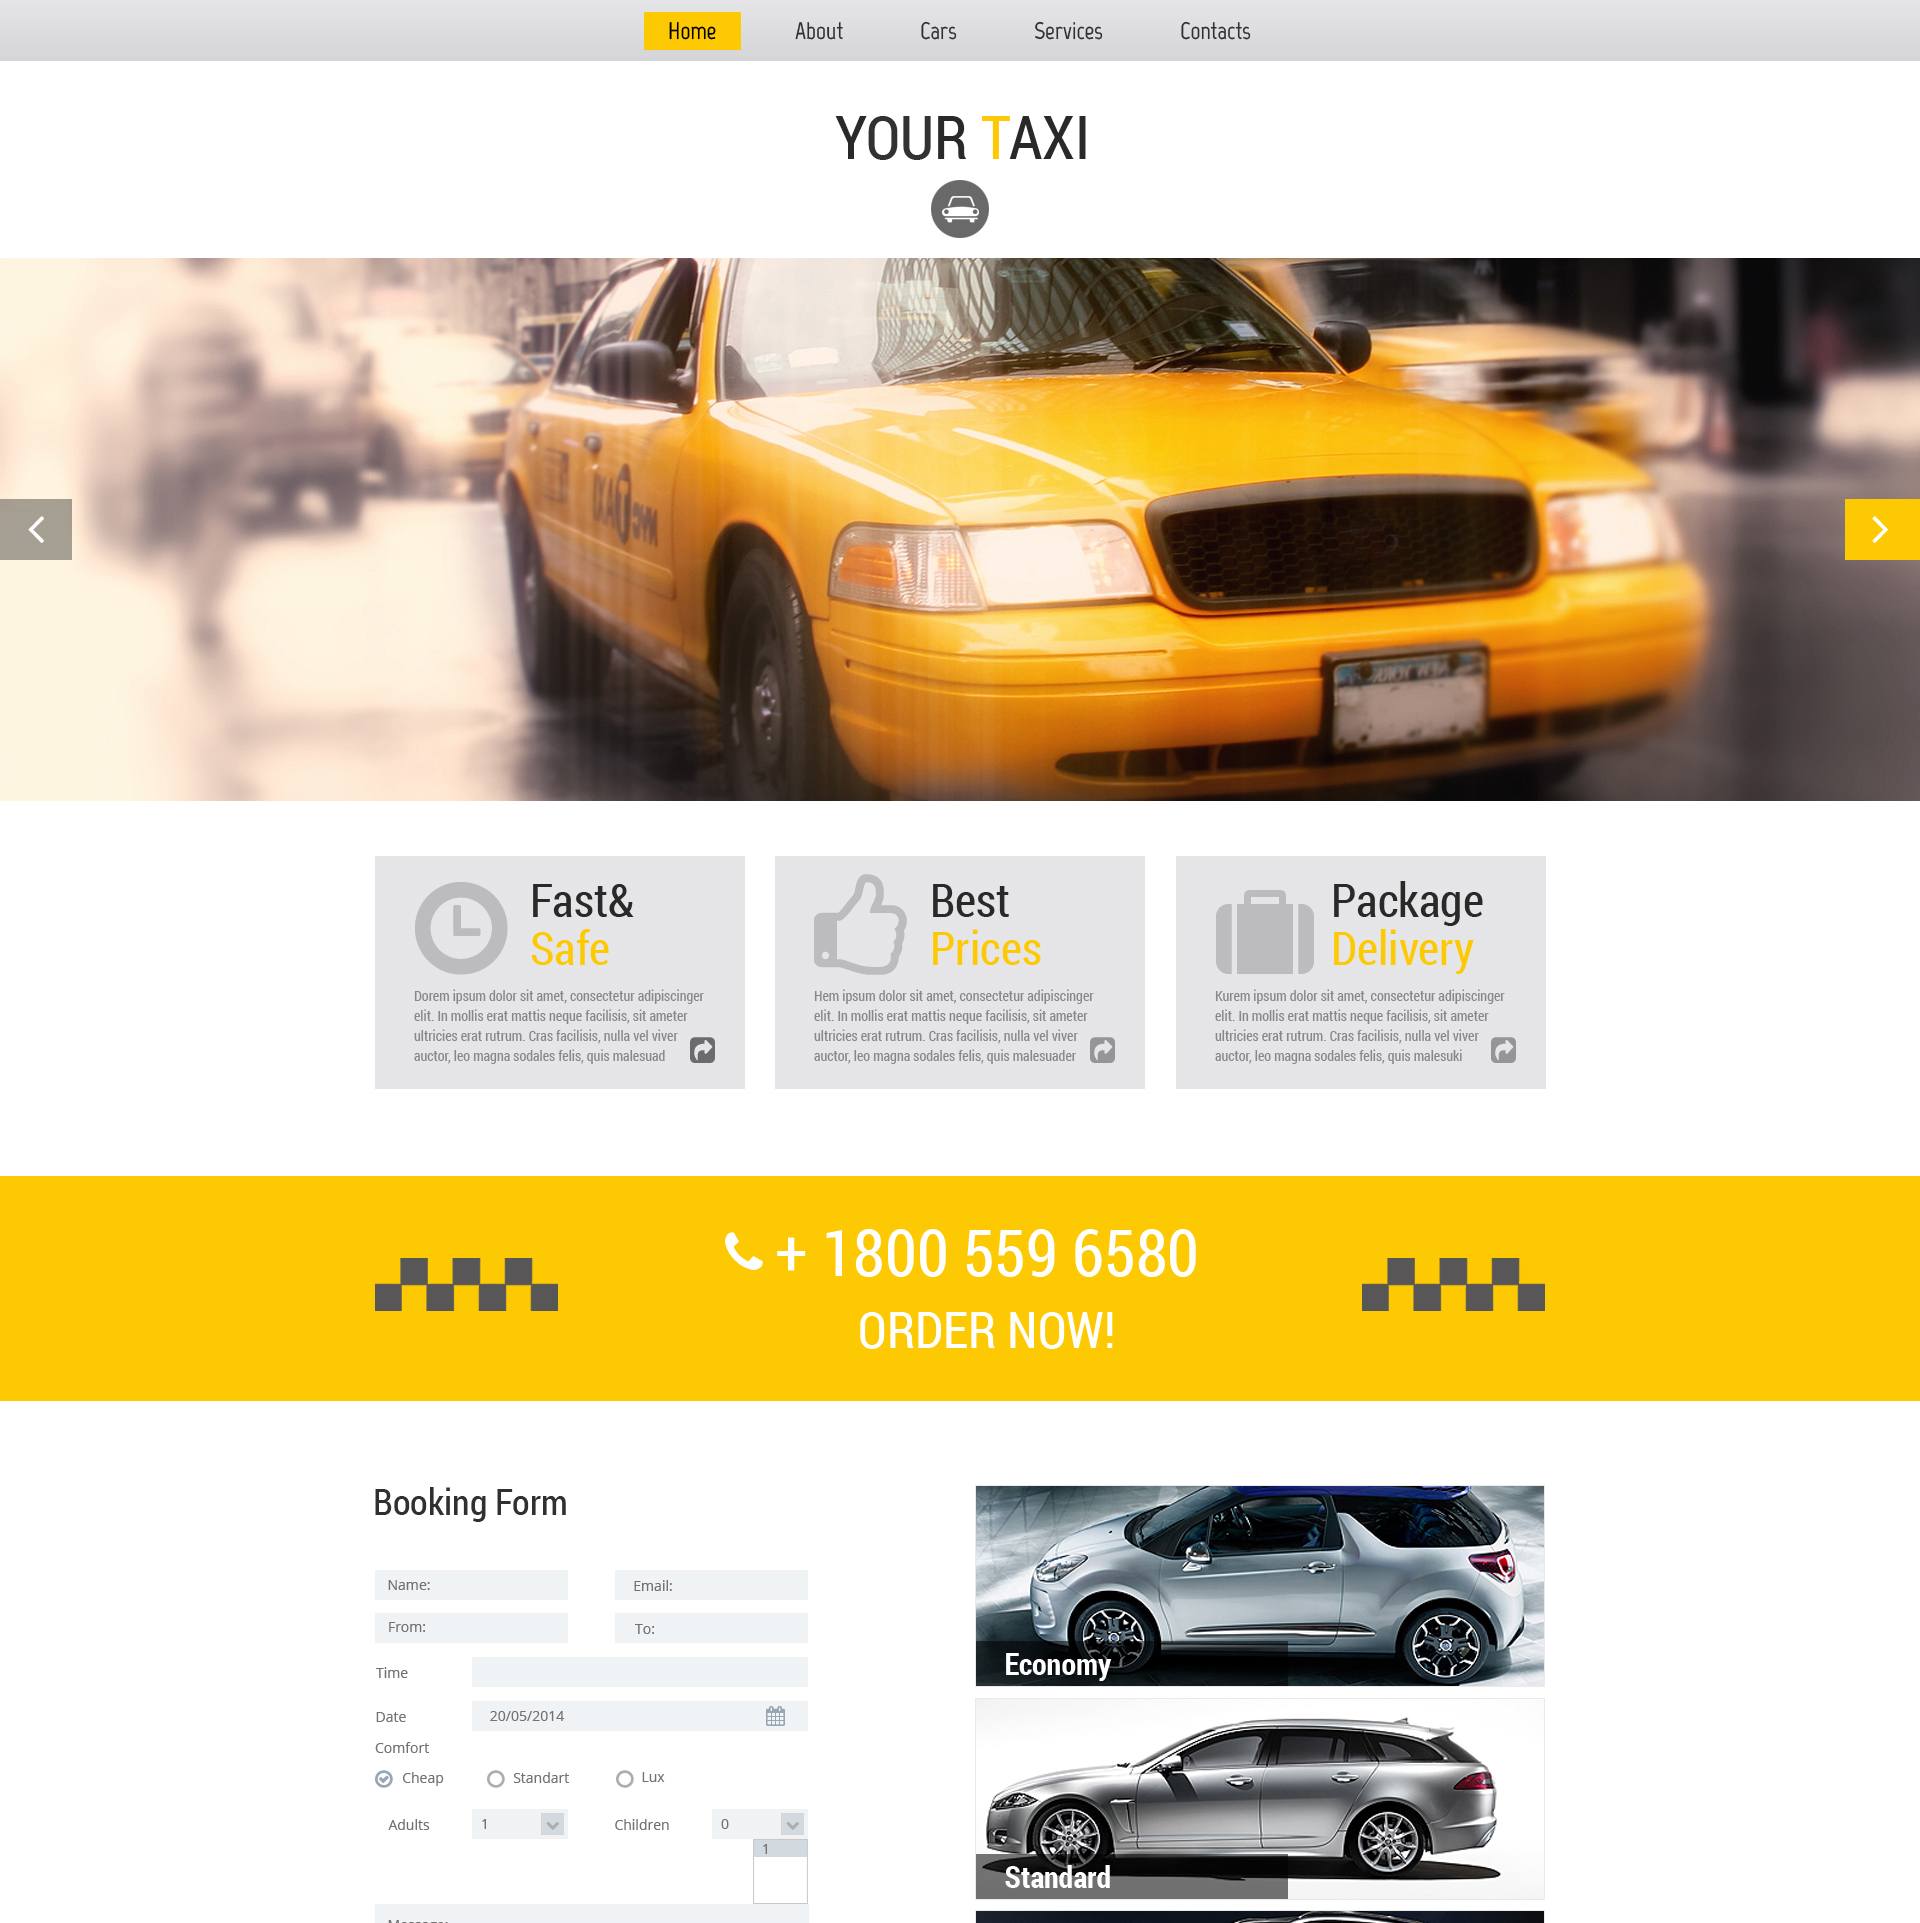 Home About Cars Services Contacts
YOUR TAXI
NYC TAXI
NEW YORK
Fast&
Safe
Dorem ipsum dolor sit amet, consectetur adipiscinger
elit. In mollis erat mattis neque facilisis, sit ameter
ultricies erat rutrum. Cras facilisis, nulla vel viver
auctor, leo magna sodales felis, quis malesuad
Best
Prices
Hem ipsum dolor sit amet, consectetur adipiscinger
elit. In mollis erat mattis neque facilisis, sit ameter
ultricies erat rutrum. Cras facilisis, nulla vel viver
auctor, leo magna sodales felis, quis malesuader
Package
Delivery
Kurem ipsum dolor sit amet, consectetur adipiscinger
elit. In mollis erat mattis neque facilisis, sit ameter
ultricies erat rutrum. Cras facilisis, nulla vel viver
auctor, leo magna sodales felis, quis malesuki
+ 1800 559 6580
ORDER NOW!
Booking Form
Name: Email:
From: To:
Time
Date 20/05/2014
Comfort
Cheap Standart Lux
Adults 1 Children 0
1
Message:
Economy
Standard